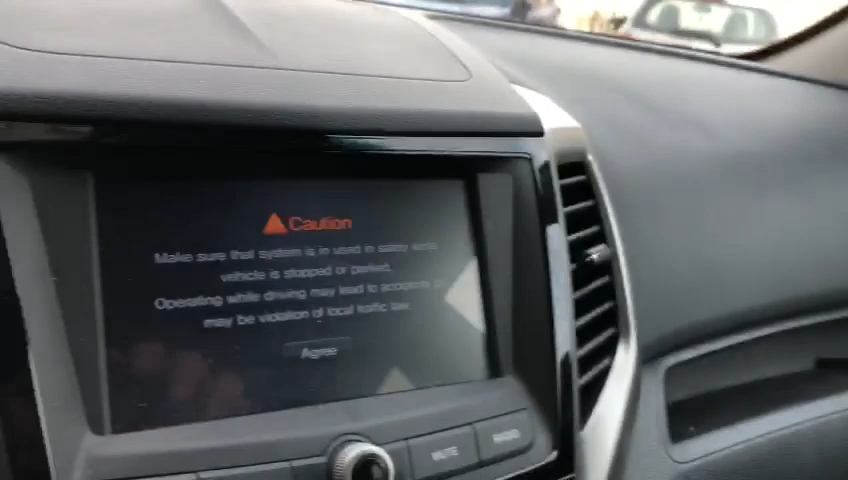 Caution
Make sure that system is in used in safety while
vehicle is stopped or parked.
Operating while driving may lead to accidents or
may be violation of local traffic law.
Agree
MUTE
RADIO